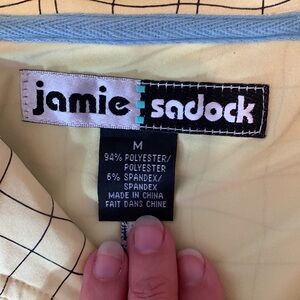 jamie sadock
M
94% POLYESTER/
POLYESTER
6% SPANDEX/
SPANDEX
MADE IN CHINA
FAIT DANS CHINE